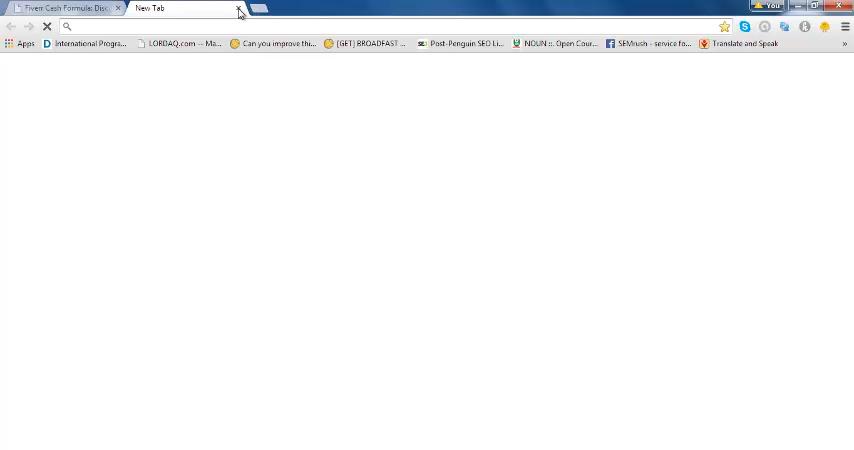 Fiverr Cash Formula: Disc
New Tab
You
Apps
International Progra...
LORDAQ.com --- Ma...
Can you improve thi...
[GET] BROADFAST ...
Post-Penguin SEO Li...
NOUN ::. Open Cour...
SEMrush - service fo...
Translate and Speak
»